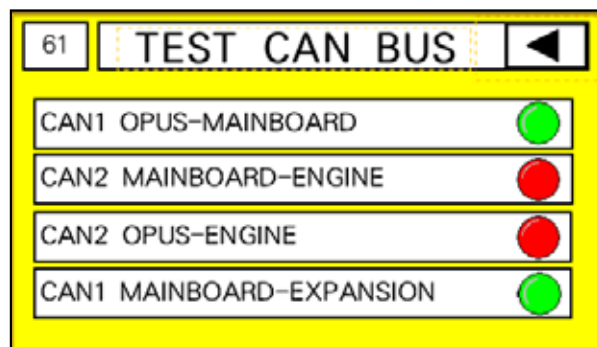 61 TEST CAN BUS
CAN1 OPUS-MAINBOARD
CAN2 MAINBOARD-ENGINE
CAN2 OPUS-ENGINE
CAN1 MAINBOARD-EXPANSION